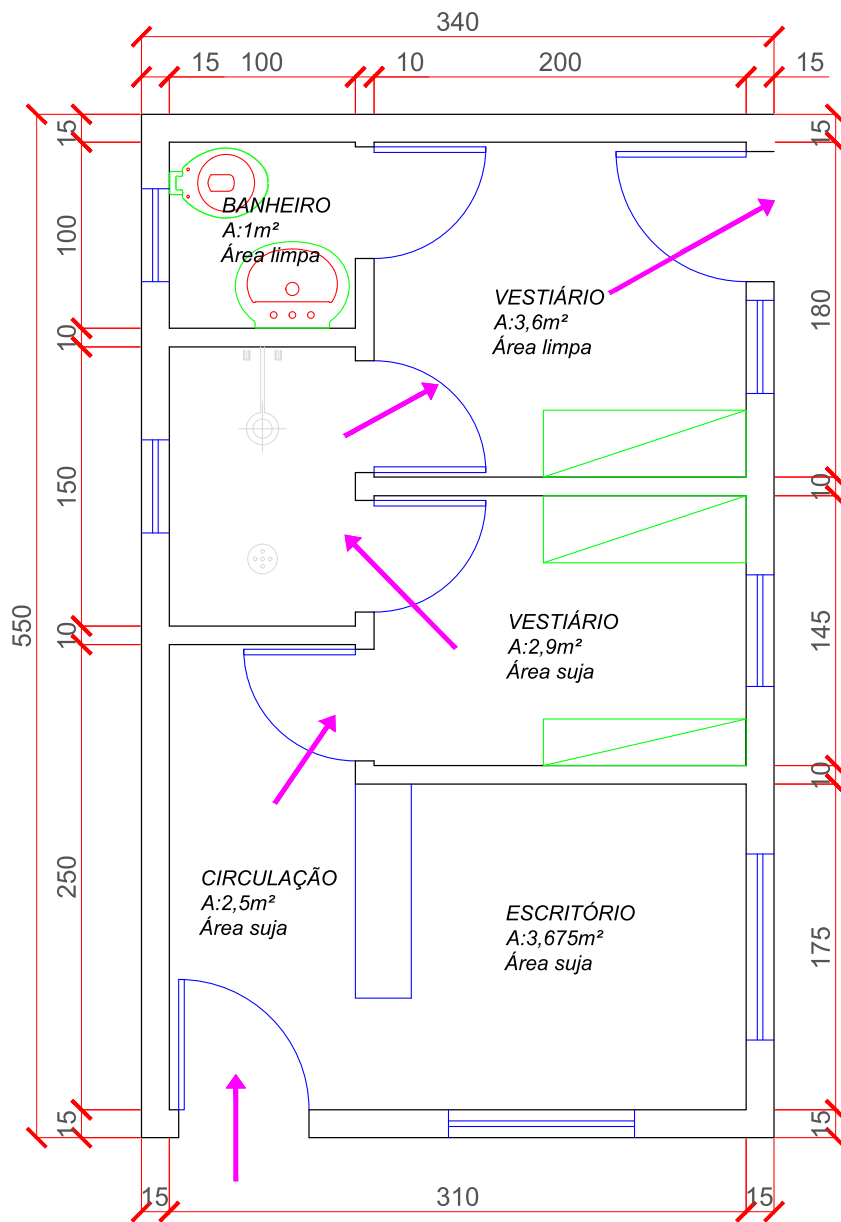 340
15 100 10 200 15
15
15
BANHEIRO
A:1m²
Área limpa
100
VESTIÁRIO
A:3,6m²
Área limpa
180
10
150
10
550
10
VESTIÁRIO
A:2,9m²
Área suja
145
10
250
CIRCULAÇÃO
A:2,5m²
Área suja
ESCRITÓRIO
A:3,675m²
Área suja
175
15
15
15 310 15